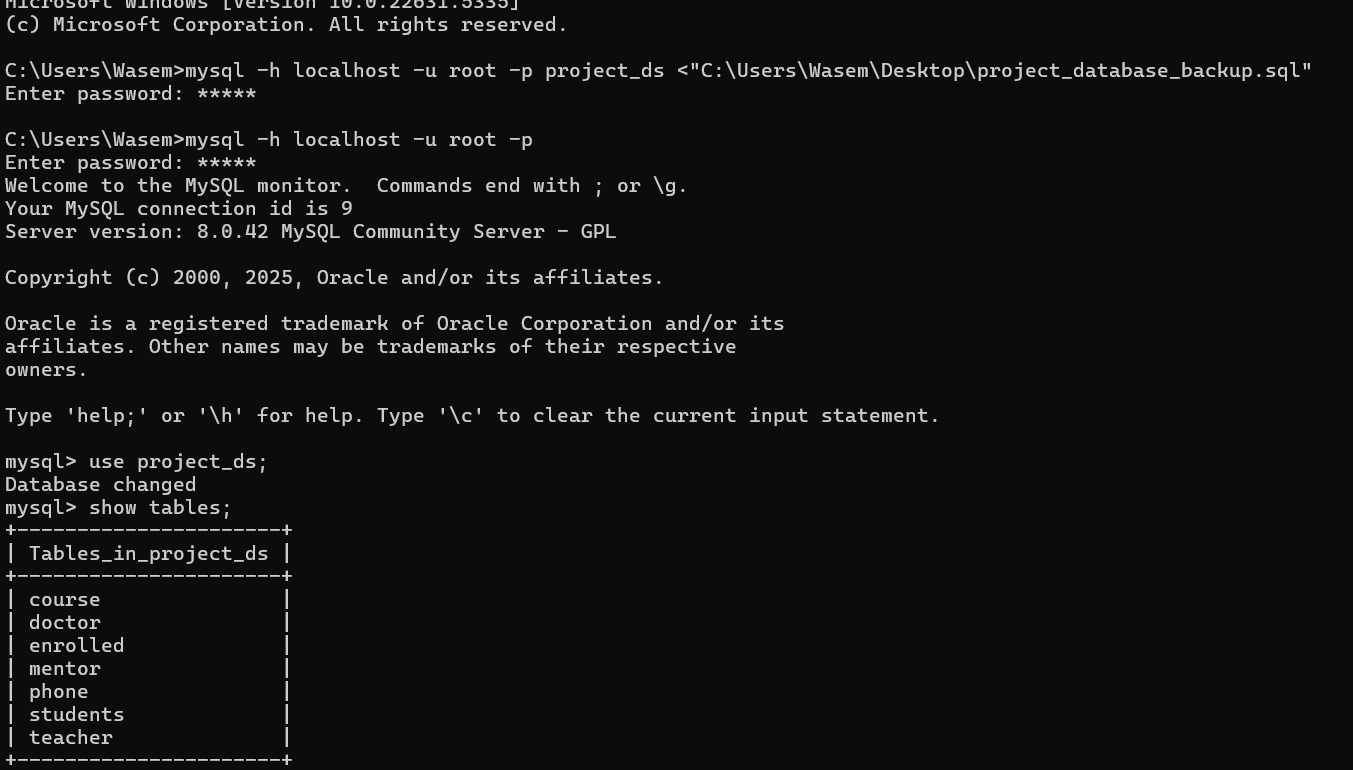 Microsoft Windows [Version 10.0.22631.5335]
(c) Microsoft Corporation. All rights reserved.
C:\Users\Wasem>mysql -h localhost -u root -p project_ds <"C:\Users\Wasem\Desktop\project_database_backup.sql"
Enter password: *****
C:\Users\Wasem>mysql -h localhost -u root -p
Enter password: *****
Welcome to the MySQL monitor.  Commands end with ; or \g.
Your MySQL connection id is 9
Server version: 8.0.42 MySQL Community Server - GPL
Copyright (c) 2000, 2025, Oracle and/or its affiliates.
Oracle is a registered trademark of Oracle Corporation and/or its
affiliates. Other names may be trademarks of their respective
owners.
Type 'help;' or '\h' for help. Type '\c' to clear the current input statement.
mysql> use project_ds;
Database changed
mysql> show tables;
+----------------------+
| Tables_in_project_ds |
+----------------------+
| course               |
| doctor               |
| enrolled             |
| mentor               |
| phone                |
| students             |
| teacher              |
+----------------------+